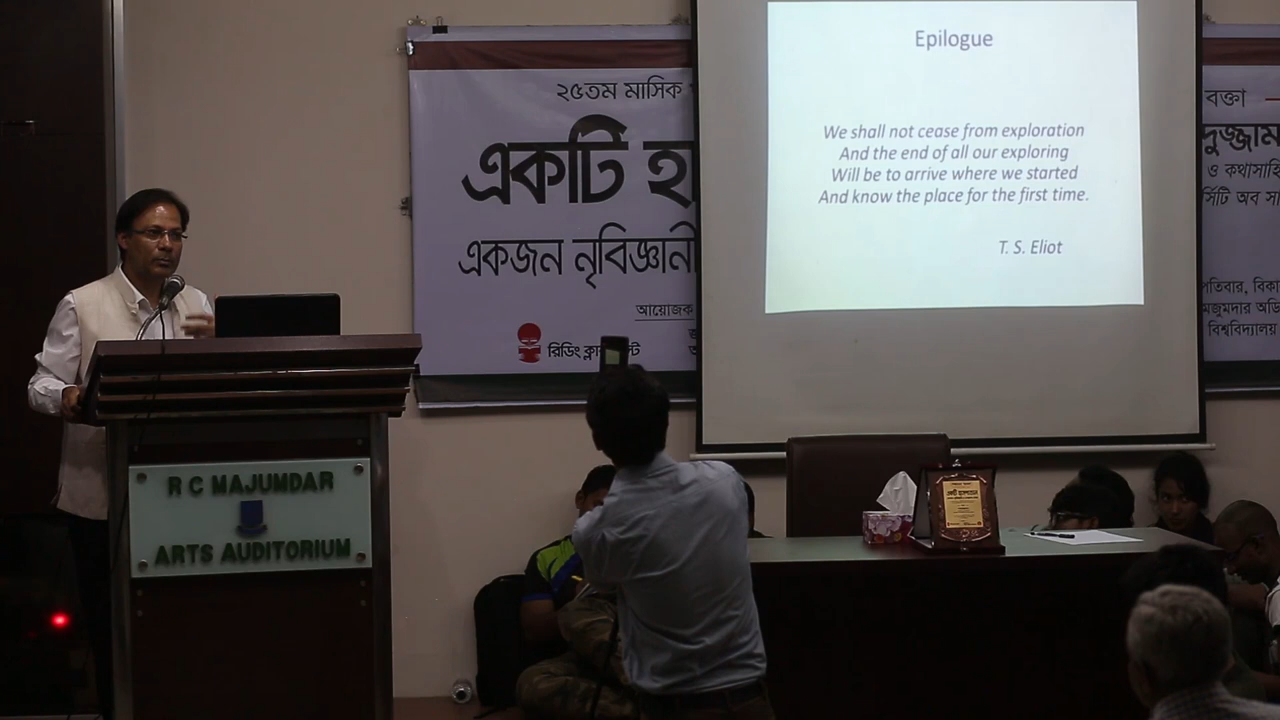 ২৫তম মাসিক
একটি হা
একজন নৃবিজ্ঞানী
আয়োজক
রিডিং ক্লাব
Epilogue
We shall not cease from exploration
And the end of all our exploring
Will be to arrive where we started
And know the place for the first time.
T. S. Eliot
বক্তা
দুজ্জাম
ও কথাসাহি
র্সিটি অব সা
পতিবার, বিকা
মজুমদার অডি
বিশ্ববিদ্যালয়
R C MAJUMDAR
ARTS AUDITORIUM